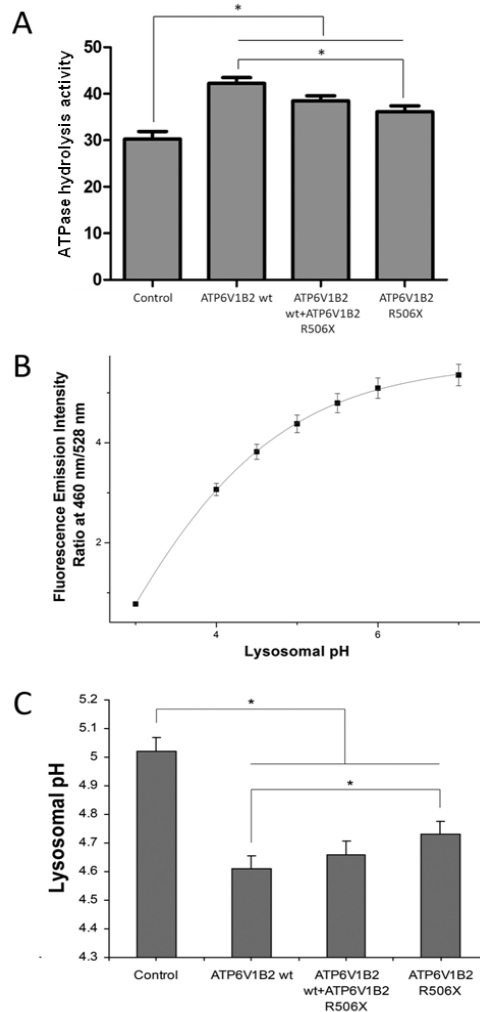 A
*
*
50
40
30
20
10
0
ATPase hydrolysis activity
Control
ATP6V1B2 wt
ATP6V1B2
wt+ATP6V1B2
R506X
ATP6V1B2
R506X
B
Fluorescence Emission Intensity
Ratio at 460 nm/528 nm
4
2
4
6
Lysosomal pH
C
*
*
5.2
5.1
5
4.9
4.8
4.7
4.6
4.5
4.4
4.3
Lysosomal pH
Control
ATP6V1B2 wt
ATP6V1B2
wt+ATP6V1B2
R506X
ATP6V1B2
R506X